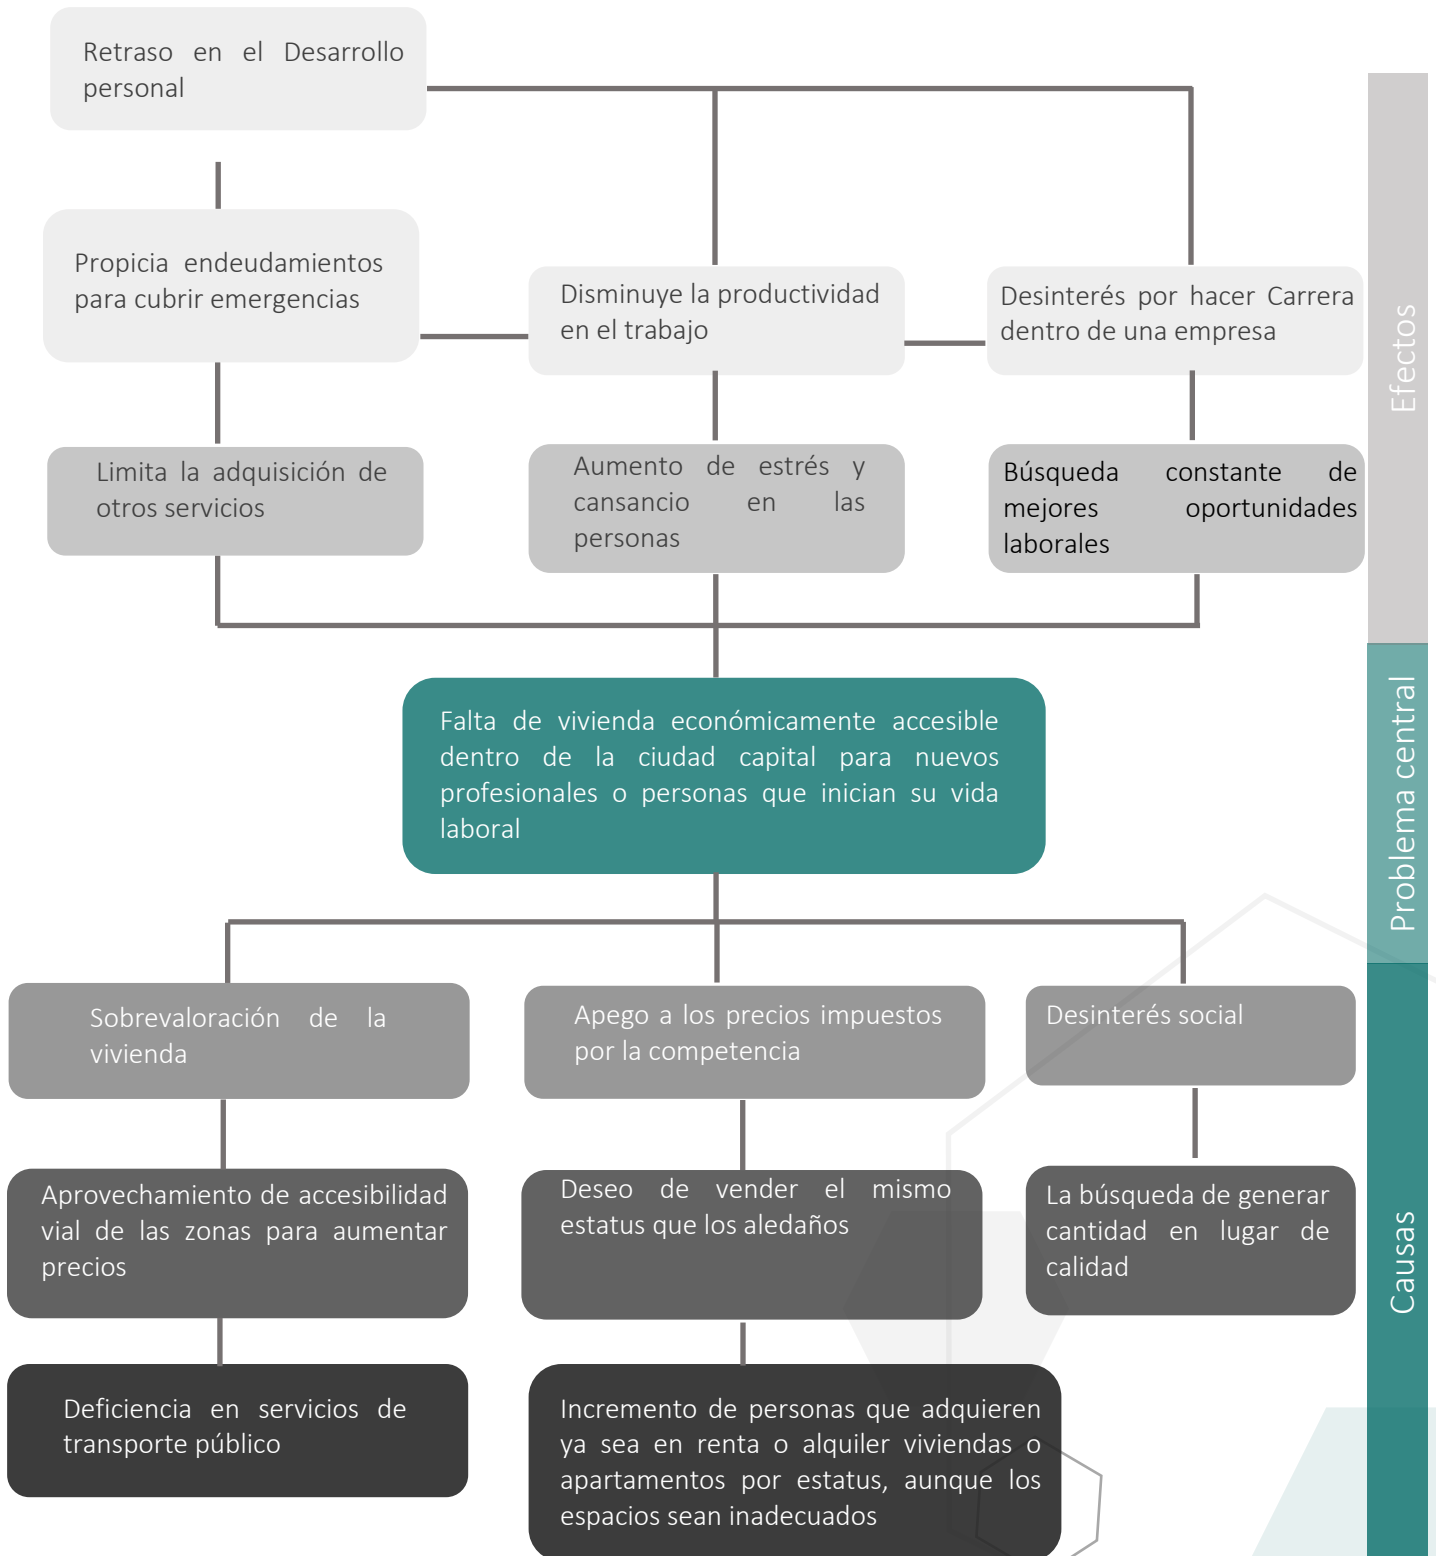 Retraso en el Desarrollo
personal
Propicia endeudamientos
para cubrir emergencias
Disminuye la productividad
en el trabajo
Desinterés por hacer Carrera
dentro de una empresa
Limita la adquisición de
otros servicios
Aumento de estrés y
cansancio en las
personas
Búsqueda constante de
mejores oportunidades
laborales
Efectos
Falta de vivienda económicamente accesible
dentro de la ciudad capital para nuevos
profesionales o personas que inician su vida
laboral
Problema central
Sobrevaloración de la
vivienda
Apego a los precios impuestos
por la competencia
Desinterés social
Aprovechamiento de accesibilidad
vial de las zonas para aumentar
precios
Deseo de vender el mismo
estatus que los aledaños
La búsqueda de generar
cantidad en lugar de
calidad
Deficiencia en servicios de
transporte público
Incremento de personas que adquieren
ya sea en renta o alquiler viviendas o
apartamentos por estatus, aunque los
espacios sean inadecuados
Causas